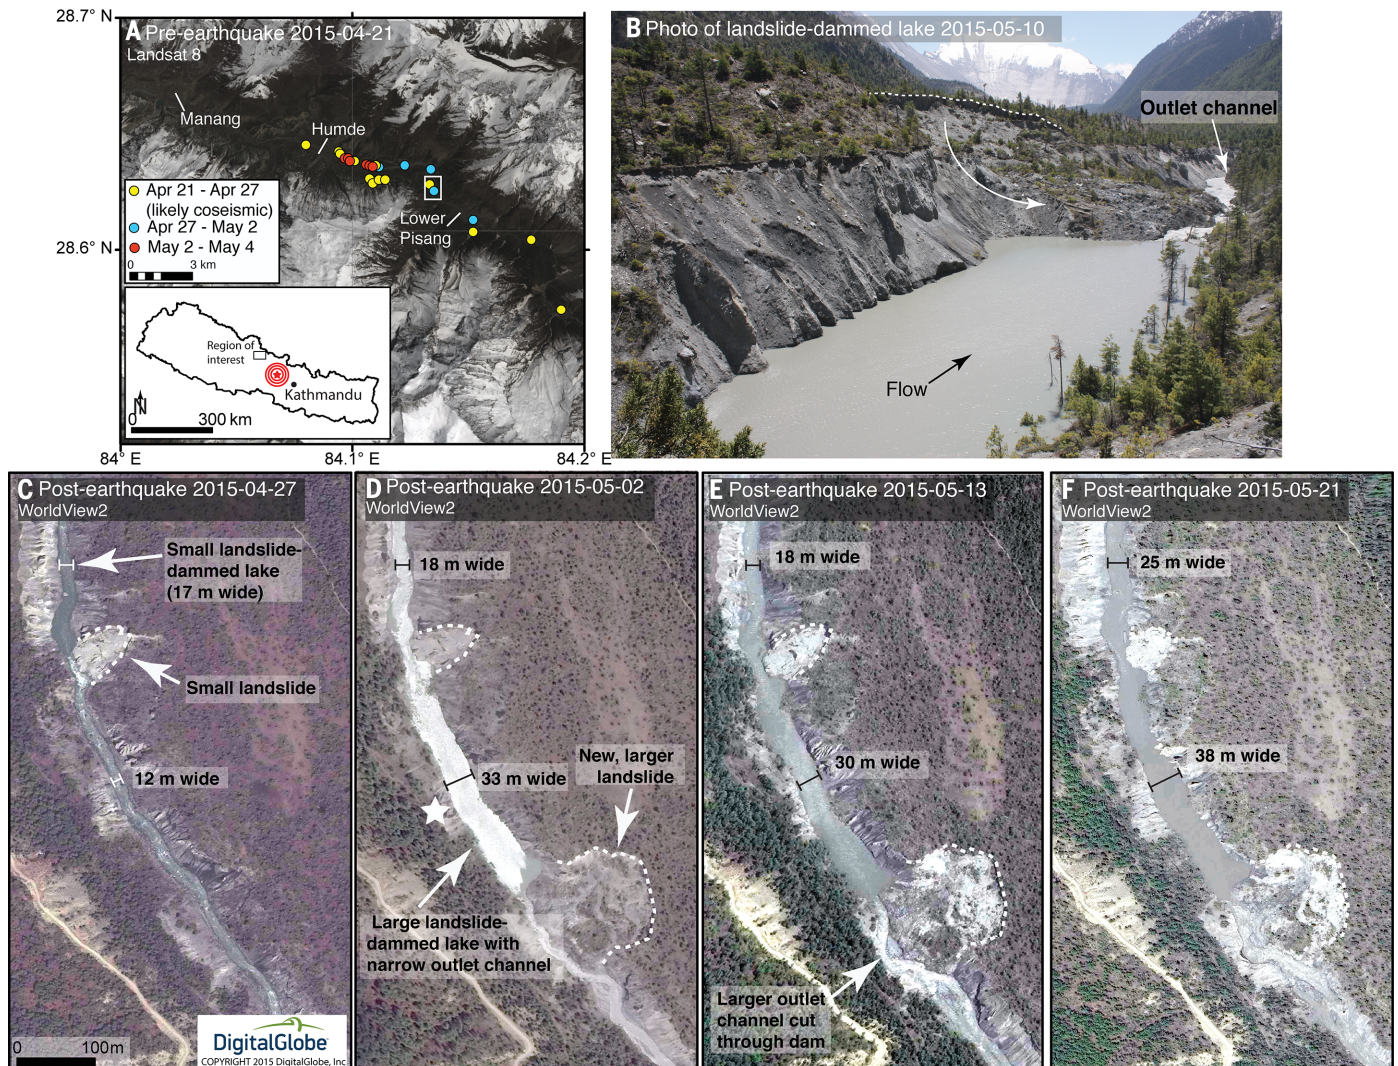 28.7° N
A Pre-earthquake 2015-04-21
Landsat 8
Manang
Humde
Apr 21 - Apr 27
(likely coseismic)
Apr 27 - May 2
May 2 - May 4
0 3 km
Lower
Pisang
28.6° N
Region of
interest
Kathmandu
N
0 300 km
84° E
84.1° E
84.2° E
B Photo of landslide-dammed lake 2015-05-10
Outlet channel
Flow
C Post-earthquake 2015-04-27
WorldView2
Small landslide-
dammed lake
(17 m wide)
Small landslide
12 m wide
0 100m
DigitalGlobe
COPYRIGHT 2015 DigitalGlobe, Inc
D Post-earthquake 2015-05-02
WorldView2
18 m wide
33 m wide
New, larger
landslide
Large landslide-
dammed lake with
narrow outlet channel
E Post-earthquake 2015-05-13
WorldView2
18 m wide
30 m wide
Larger outlet
channel cut
through dam
F Post-earthquake 2015-05-21
WorldView2
25 m wide
38 m wide